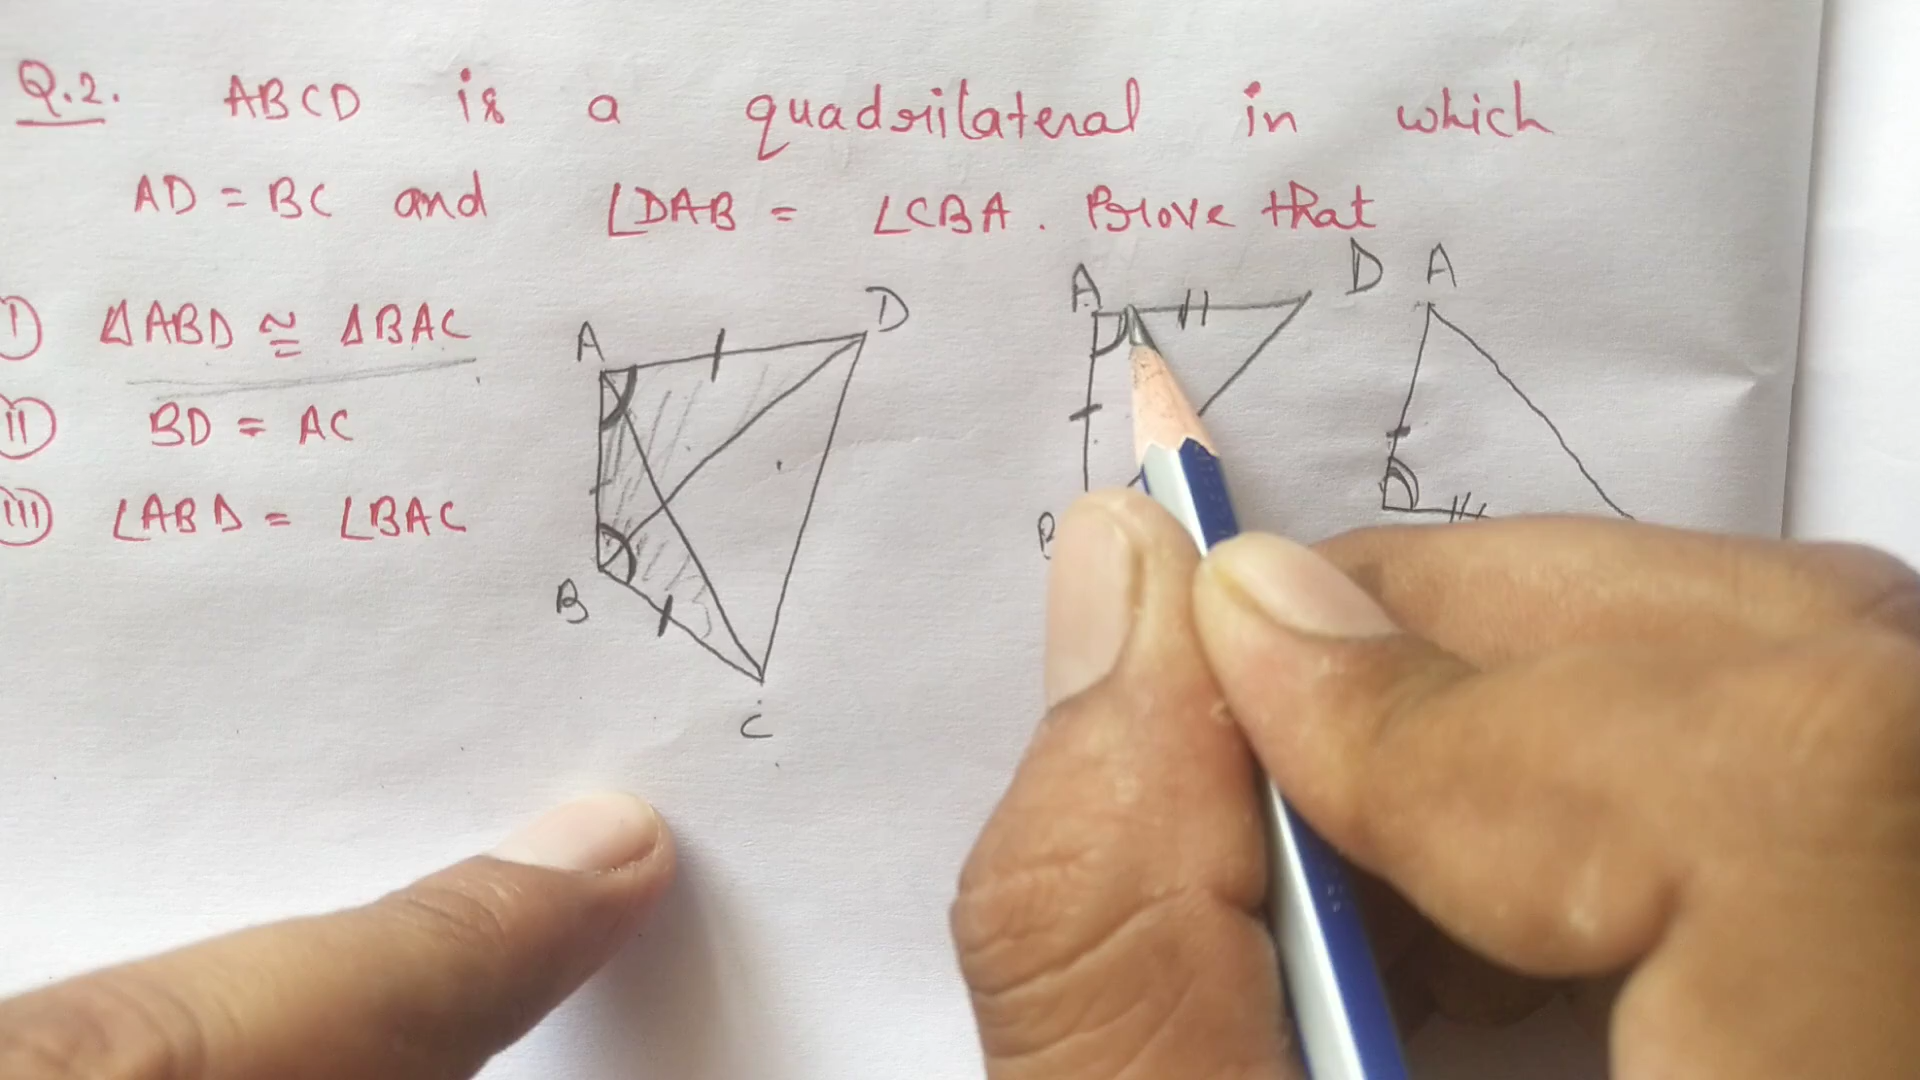 Q.2. ABCD is a quadrilateral in which
AD = BC and ∠DAB = ∠CBA. Prove that
I) ΔABD ≅ ΔBAC
II) BD = AC
III) ∠ABD = ∠BAC
A
D
B
C
A
D
B
A